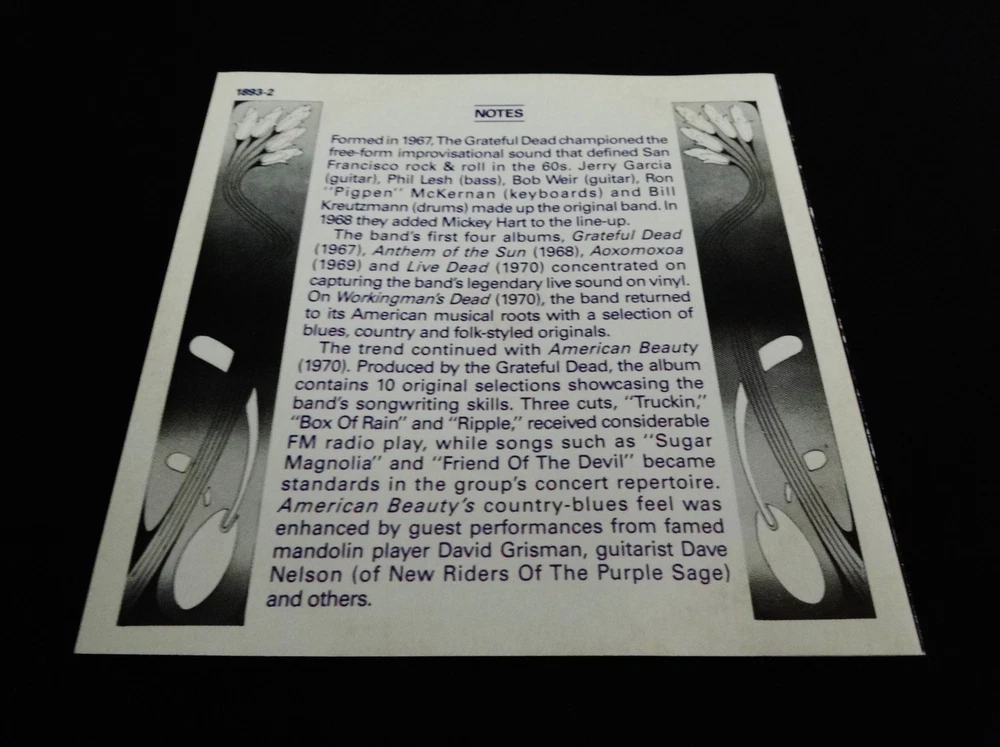 1893-2
NOTES
Formed in 1967, The Grateful Dead championed the
free-form improvisational sound that defined San
Francisco rock & roll in the 60s. Jerry Garcia
(guitar), Phil Lesh (bass), Bob Weir (guitar), Ron
"Pigpen" McKernan (keyboards) and Bill
Kreutzmann (drums) made up the original band. In
1968 they added Mickey Hart to the line-up.
The band's first four albums, Grateful Dead
(1967), Anthem of the Sun (1968), Aoxomoxoa
(1969) and Live Dead (1970) concentrated on
capturing the band's legendary live sound on vinyl.
On Workingman's Dead (1970), the band returned
to its American musical roots with a selection of
blues, country and folk-styled originals.
The trend continued with American Beauty
(1970). Produced by the Grateful Dead, the album
contains 10 original selections showcasing the
band's songwriting skills. Three cuts, "Truckin,"
"Box Of Rain" and "Ripple," received considerable
FM radio play, while songs such as "Sugar
Magnolia" and "Friend Of The Devil" became
standards in the group's concert repertoire.
American Beauty's country-blues feel was
enhanced by guest performances from famed
mandolin player David Grisman, guitarist Dave
Nelson (of New Riders Of The Purple Sage)
and others.